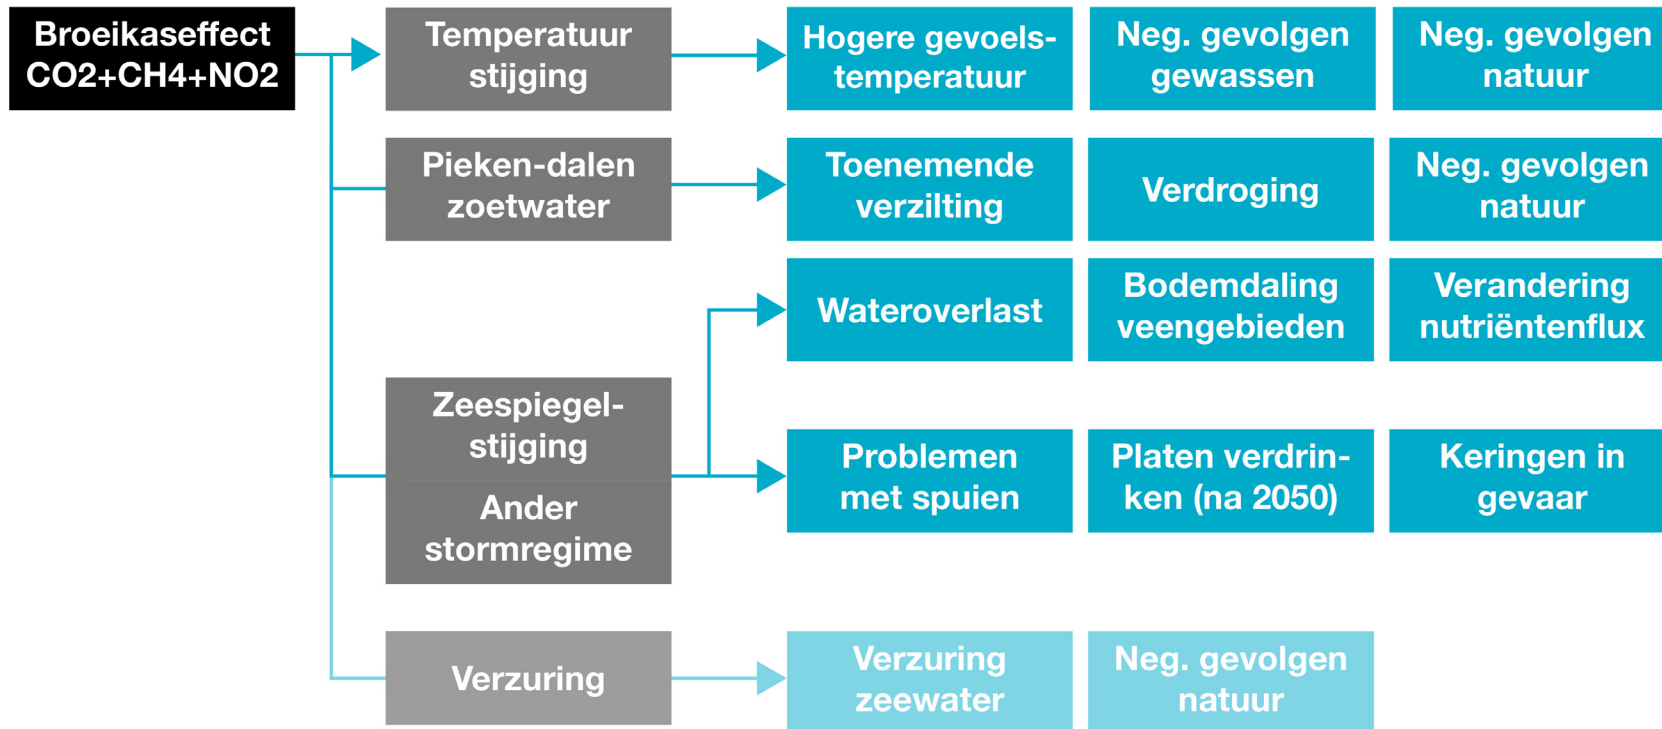 Broeikaseffect
CO2+CH4+NO2
Temperatuur
stijging
Hogere gevoels-
temperatuur
Neg. gevolgen
gewassen
Neg. gevolgen
natuur
Pieken-dalen
zoetwater
Toenemende
verzilting
Verdroging
Neg. gevolgen
natuur
Wateroverlast
Bodemdaling
veengebieden
Verandering
nutriëntenflux
Zeespiegel-
stijging
Ander
stormregime
Problemen
met spuien
Platen verdrin-
ken (na 2050)
Keringen in
gevaar
Verzuring
Verzuring
zeewater
Neg. gevolgen
natuur